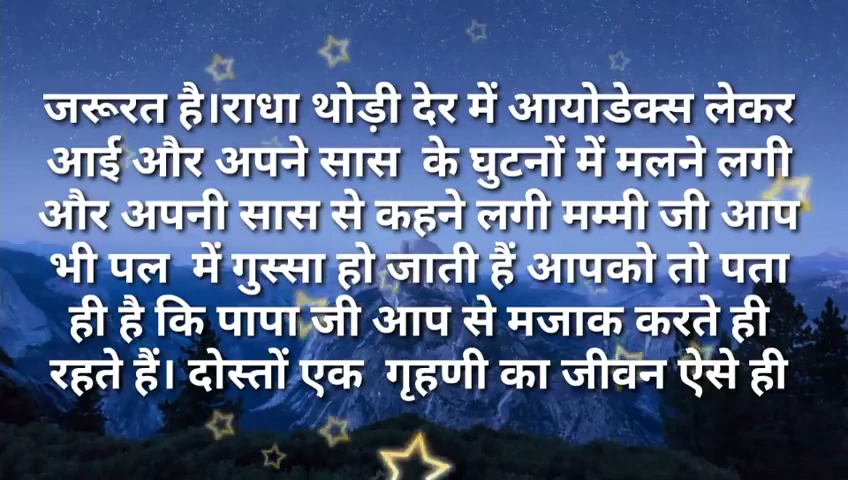 जरूरत है।राधा थोड़ी देर में आयोडेक्स लेकर
आई और अपने सास के घुटनों में मलने लगी
और अपनी सास से कहने लगी मम्मी जी आप
भी पल में गुस्सा हो जाती हैं आपको तो पता
ही है कि पापा जी आप से मजाक करते ही
रहते हैं। दोस्तों एक गृहणी का जीवन ऐसे ही